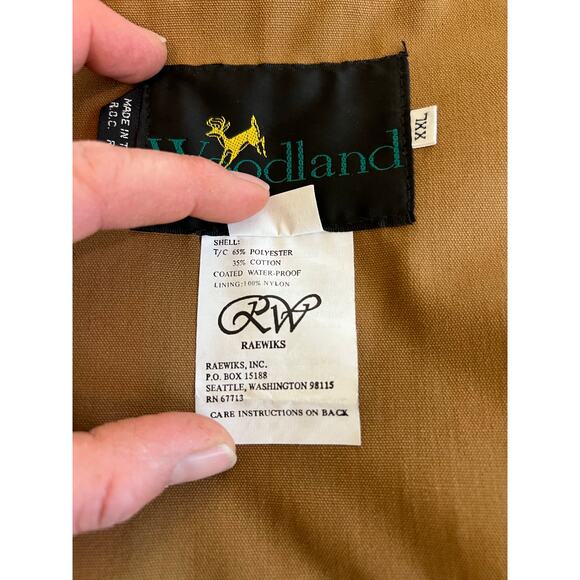 MADE IN T
R.O.C.
Woodland
XXL
SHELL:
T/C 65% POLYESTER
35% COTTON
COATED WATER-PROOF
LINING: 100% NYLON
RW
RAEWIKS
RAEWIKS, INC.
P.O. BOX 15188
SEATTLE, WASHINGTON 98115
RN 67713
CARE INSTRUCTIONS ON BACK